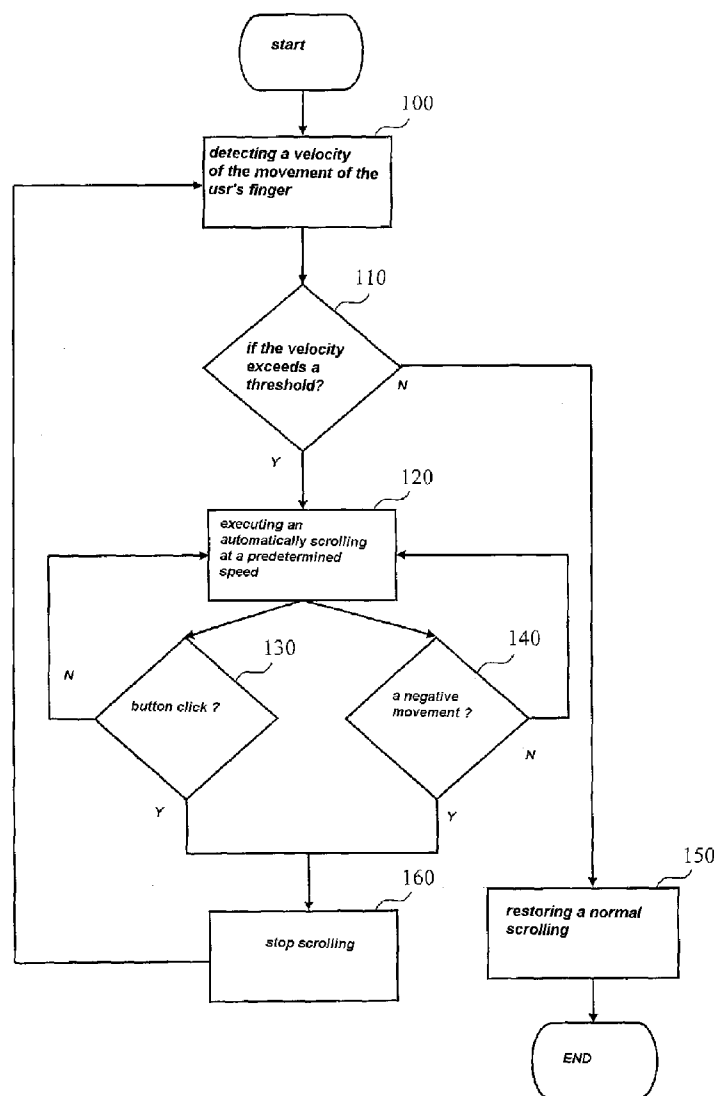 start
100
detecting a velocity
of the movement of the
usr's finger
110
if the velocity
exceeds a
threshold?
N
Y
120
executing an
automatically scrolling
at a predetermined
speed
130
140
N
button click ?
a negative
movement ?
N
Y
Y
160
150
stop scrolling
restoring a normal
scrolling
END